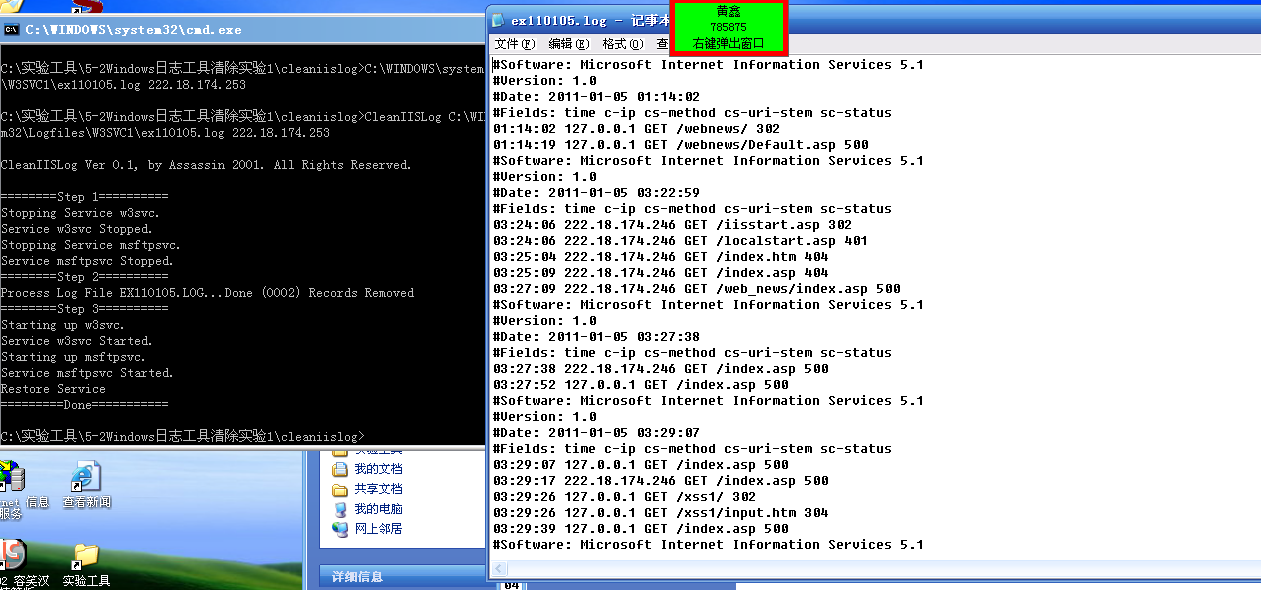 C:\WINDOWS\system32\cmd.exe
C:\实验工具\5-2Windows日志工具清除实验1\cleaniislog>C:\WINDOWS\system
\W3SVC1\ex110105.log 222.18.174.253
C:\实验工具\5-2Windows日志工具清除实验1\cleaniislog>CleanIISLog C:\WI
m32\Logfiles\W3SVC1\ex110105.log 222.18.174.253
CleanIISLog Ver 0.1, by Assassin 2001. All Rights Reserved.
========Step 1==========
Stopping Service w3svc.
Service w3svc Stopped.
Stopping Service msftpsvc.
Service msftpsvc Stopped.
========Step 2==========
Process Log File EX110105.LOG...Done (0002) Records Removed
========Step 3==========
Starting up w3svc.
Service w3svc Started.
Starting up msftpsvc.
Service msftpsvc Started.
Restore Service
=========Done===========
C:\实验工具\5-2Windows日志工具清除实验1\cleaniislog>
ex110105.log - 记事本
黄鑫
785875
右键弹出窗口
文件(F) 编辑(E) 格式(O) 查
#Software: Microsoft Internet Information Services 5.1
#Version: 1.0
#Date: 2011-01-05 01:14:02
#Fields: time c-ip cs-method cs-uri-stem sc-status
01:14:02 127.0.0.1 GET /webnews/ 302
01:14:19 127.0.0.1 GET /webnews/Default.asp 500
#Software: Microsoft Internet Information Services 5.1
#Version: 1.0
#Date: 2011-01-05 03:22:59
#Fields: time c-ip cs-method cs-uri-stem sc-status
03:24:06 222.18.174.246 GET /iisstart.asp 302
03:24:06 222.18.174.246 GET /localstart.asp 401
03:25:04 222.18.174.246 GET /index.htm 404
03:25:09 222.18.174.246 GET /index.asp 404
03:27:09 222.18.174.246 GET /web_news/index.asp 500
#Software: Microsoft Internet Information Services 5.1
#Version: 1.0
#Date: 2011-01-05 03:27:38
#Fields: time c-ip cs-method cs-uri-stem sc-status
03:27:38 222.18.174.246 GET /index.asp 500
03:27:52 127.0.0.1 GET /index.asp 500
#Software: Microsoft Internet Information Services 5.1
#Version: 1.0
#Date: 2011-01-05 03:29:07
#Fields: time c-ip cs-method cs-uri-stem sc-status
03:29:07 127.0.0.1 GET /index.asp 500
03:29:17 222.18.174.246 GET /index.asp 500
03:29:26 127.0.0.1 GET /xss1/ 302
03:29:26 127.0.0.1 GET /xss1/input.htm 304
03:29:39 127.0.0.1 GET /index.asp 500
#Software: Microsoft Internet Information Services 5.1
实验工具
我的文档
共享文档
我的电脑
网上邻居
详细信息
net 信息
服务
查看新闻
02 容笑汉
实验工具
04